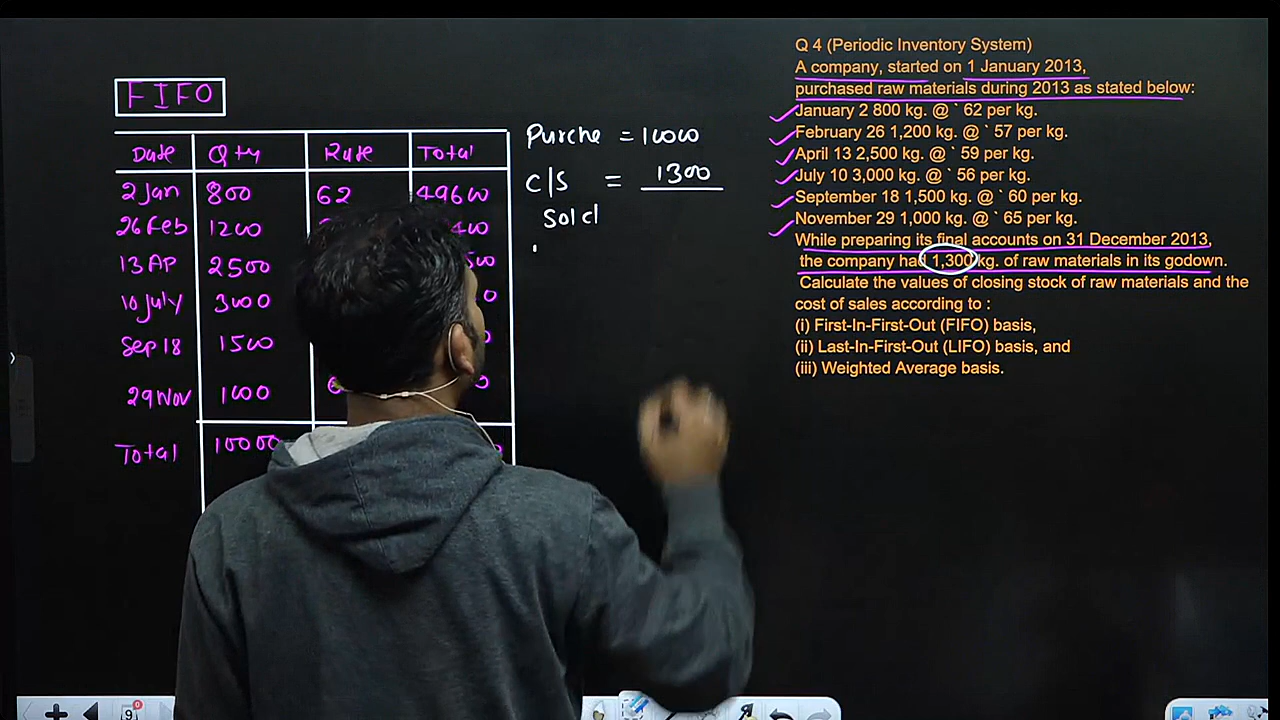 FIFO
Date Qty Rate Total
2 Jan 800 62 49600
26 Feb 1200
13 AP 2500
10 July 3000
Sep 18 1500
29 Nov 1000
Total 10000
Purche = 10000
C/S = 1300
Sold
Q 4 (Periodic Inventory System)
A company, started on 1 January 2013,
purchased raw materials during 2013 as stated below:
January 2 800 kg. @ ` 62 per kg.
February 26 1,200 kg. @ ` 57 per kg.
April 13 2,500 kg. @ ` 59 per kg.
July 10 3,000 kg. @ ` 56 per kg.
September 18 1,500 kg. @ ` 60 per kg.
November 29 1,000 kg. @ ` 65 per kg.
While preparing its final accounts on 31 December 2013,
the company had 1,300 kg. of raw materials in its godown.
Calculate the values of closing stock of raw materials and the
cost of sales according to :
(i) First-In-First-Out (FIFO) basis,
(ii) Last-In-First-Out (LIFO) basis, and
(iii) Weighted Average basis.